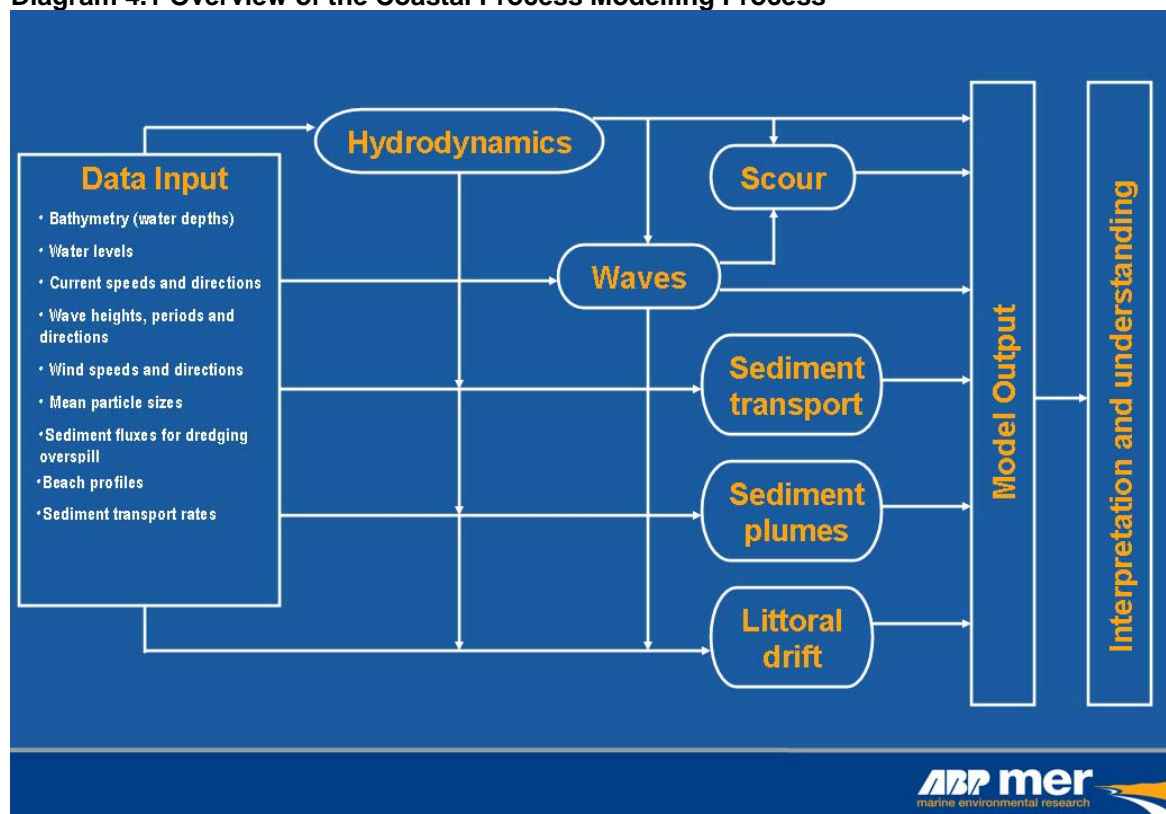 Diagram 4.1 Overview of the Coastal Process Modelling Process
Hydrodynamics
Data Input
• Bathymetry (water depths)
• Water levels
• Current speeds and directions
• Wave heights, periods and
directions
• Wind speeds and directions
• Mean particle sizes
•Sediment fluxes for dredging
overspill
•Beach profiles
•Sediment transport rates
Scour
Waves
Sediment
transport
Sediment
plumes
Littoral
drift
Model Output
Interpretation and understanding
ABP mer
marine environmental research